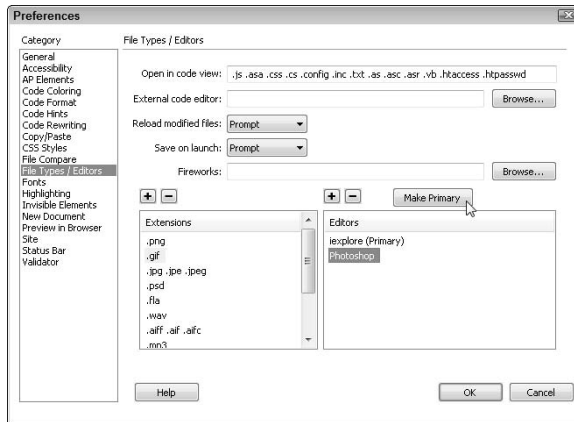 Preferences
Category
General
Accessibility
AP Elements
Code Coloring
Code Format
Code Hints
Code Rewriting
Copy/Paste
CSS Styles
File Compare
File Types / Editors
Fonts
Highlighting
Invisible Elements
New Document
Preview in Browser
Site
Status Bar
Validator
File Types / Editors
Open in code view: .js .asa .css .cs .config .inc .txt .as .asc .asr .vb .htaccess .htpasswd
External code editor: Browse...
Reload modified files: Prompt
Save on launch: Prompt
Fireworks: Browse...
Make Primary
Extensions
.png
.gif
.jpg .jpe .jpeg
.psd
.fla
.wav
.aiff .aif .aifc
.mp3
Editors
iexplore (Primary)
Photoshop
Help OK Cancel